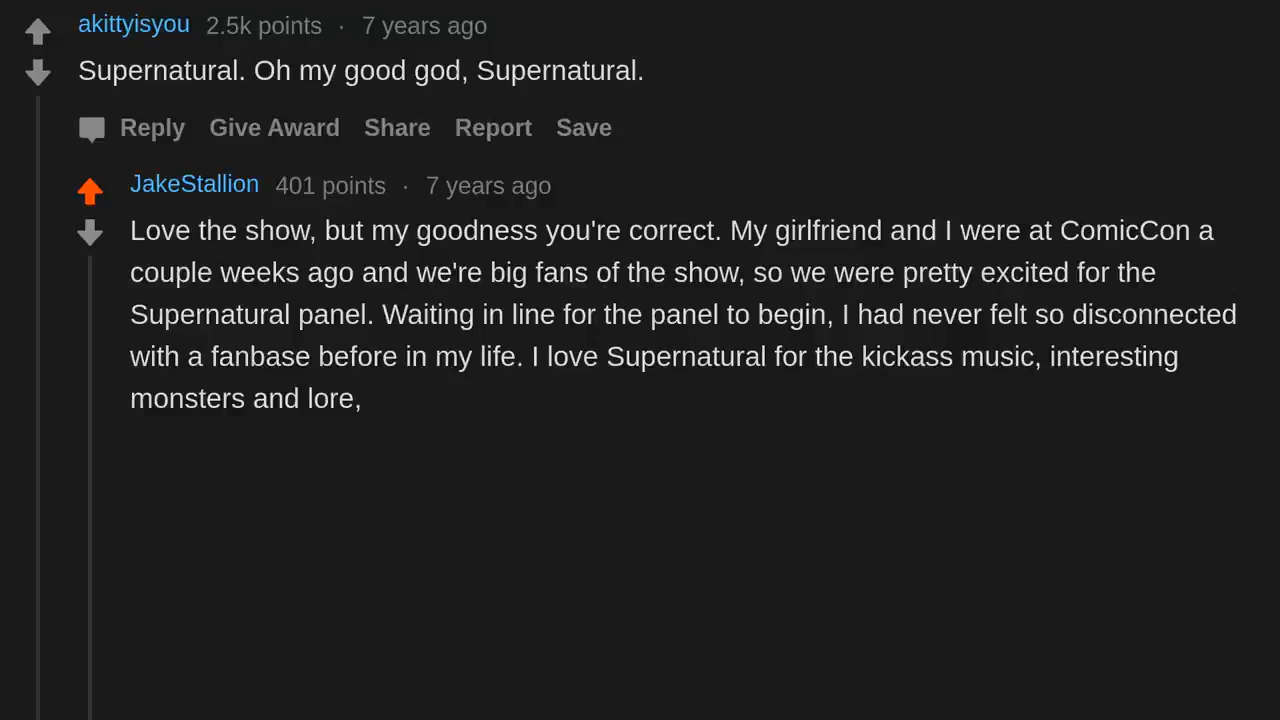 akittyisyou 2.5k points · 7 years ago
Supernatural. Oh my good god, Supernatural.
Reply Give Award Share Report Save
JakeStallion 401 points · 7 years ago
Love the show, but my goodness you're correct. My girlfriend and I were at ComicCon a
couple weeks ago and we're big fans of the show, so we were pretty excited for the
Supernatural panel. Waiting in line for the panel to begin, I had never felt so disconnected
with a fanbase before in my life. I love Supernatural for the kickass music, interesting
monsters and lore,